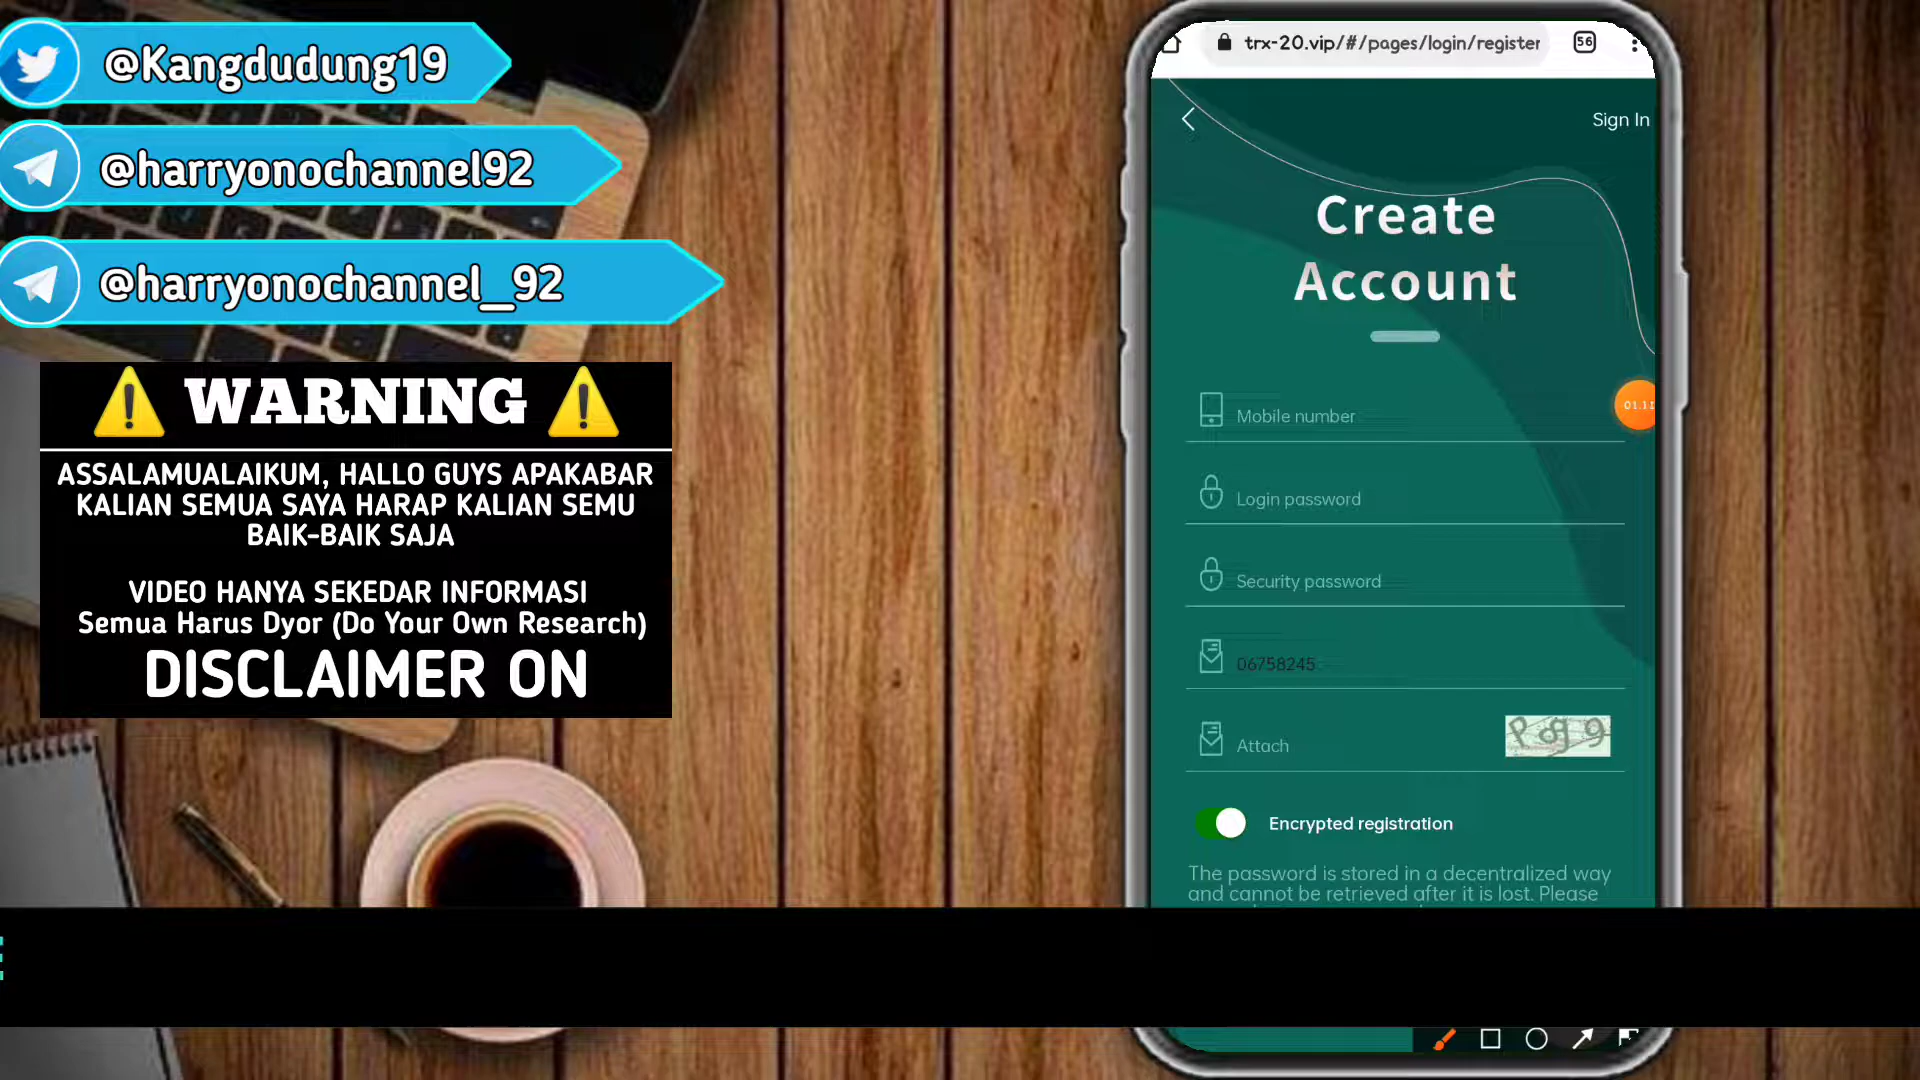 @Kangdudung19
@harryonochannel92
@harryonochannel_92
WARNING
ASSALAMUALAIKUM, HALLO GUYS APAKABAR
KALIAN SEMUA SAYA HARAP KALIAN SEMU
BAIK-BAIK SAJA
VIDEO HANYA SEKEDAR INFORMASI
Semua Harus Dyor (Do Your Own Research)
DISCLAIMER ON
trx-20.vip/#/pages/login/register
56
Sign In
Create
Account
01:11
Mobile number
Login password
Security password
06758245
Attach
Encrypted registration
The password is stored in a decentralized way
and cannot be retrieved after it is lost. Please